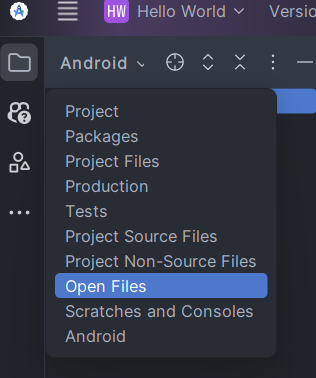 HW Hello World Versio
Android
Project
Packages
Project Files
Production
Tests
Project Source Files
Project Non-Source Files
Open Files
Scratches and Consoles
Android